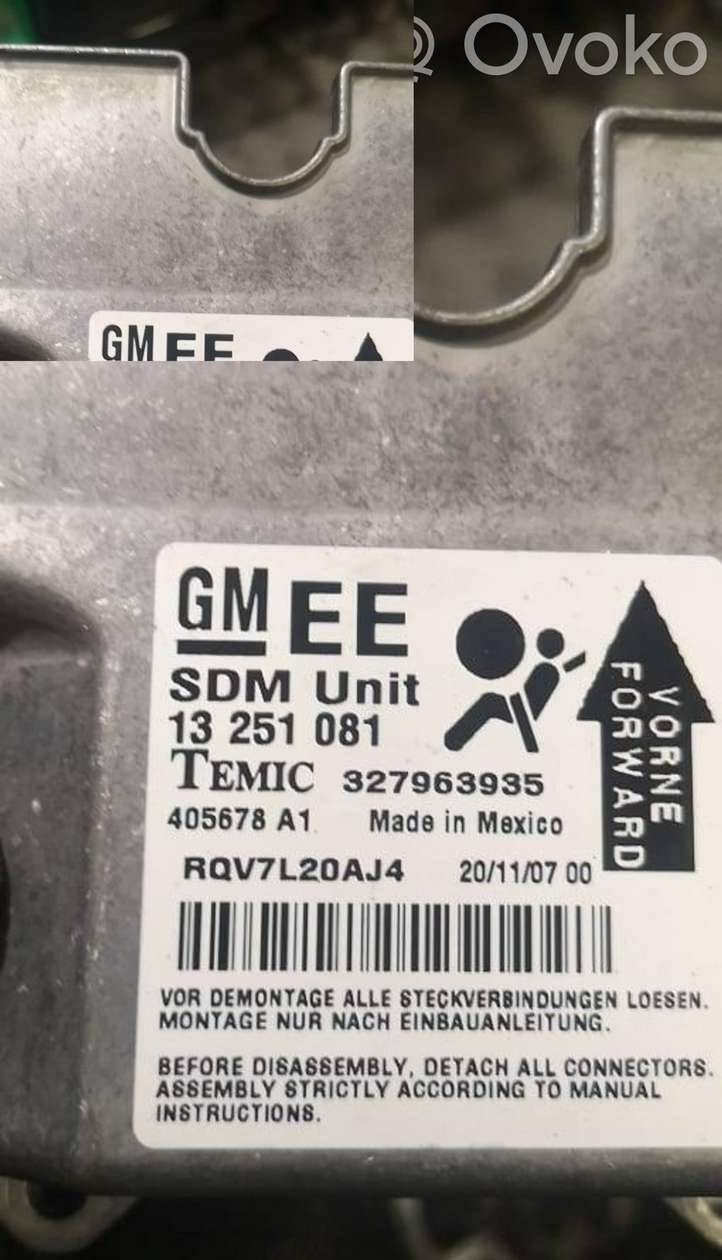 Ovoko
GM EE
GM EE
SDM Unit
13 251 081
TEMIC 327963935
405678 A1 Made in Mexico
RQV7L20AJ4 20/11/07 00
VORNE
FORWARD
VOR DEMONTAGE ALLE STECKVERBINDUNGEN LOESEN.
MONTAGE NUR NACH EINBAUANLEITUNG.
BEFORE DISASSEMBLY, DETACH ALL CONNECTORS.
ASSEMBLY STRICTLY ACCORDING TO MANUAL
INSTRUCTIONS.